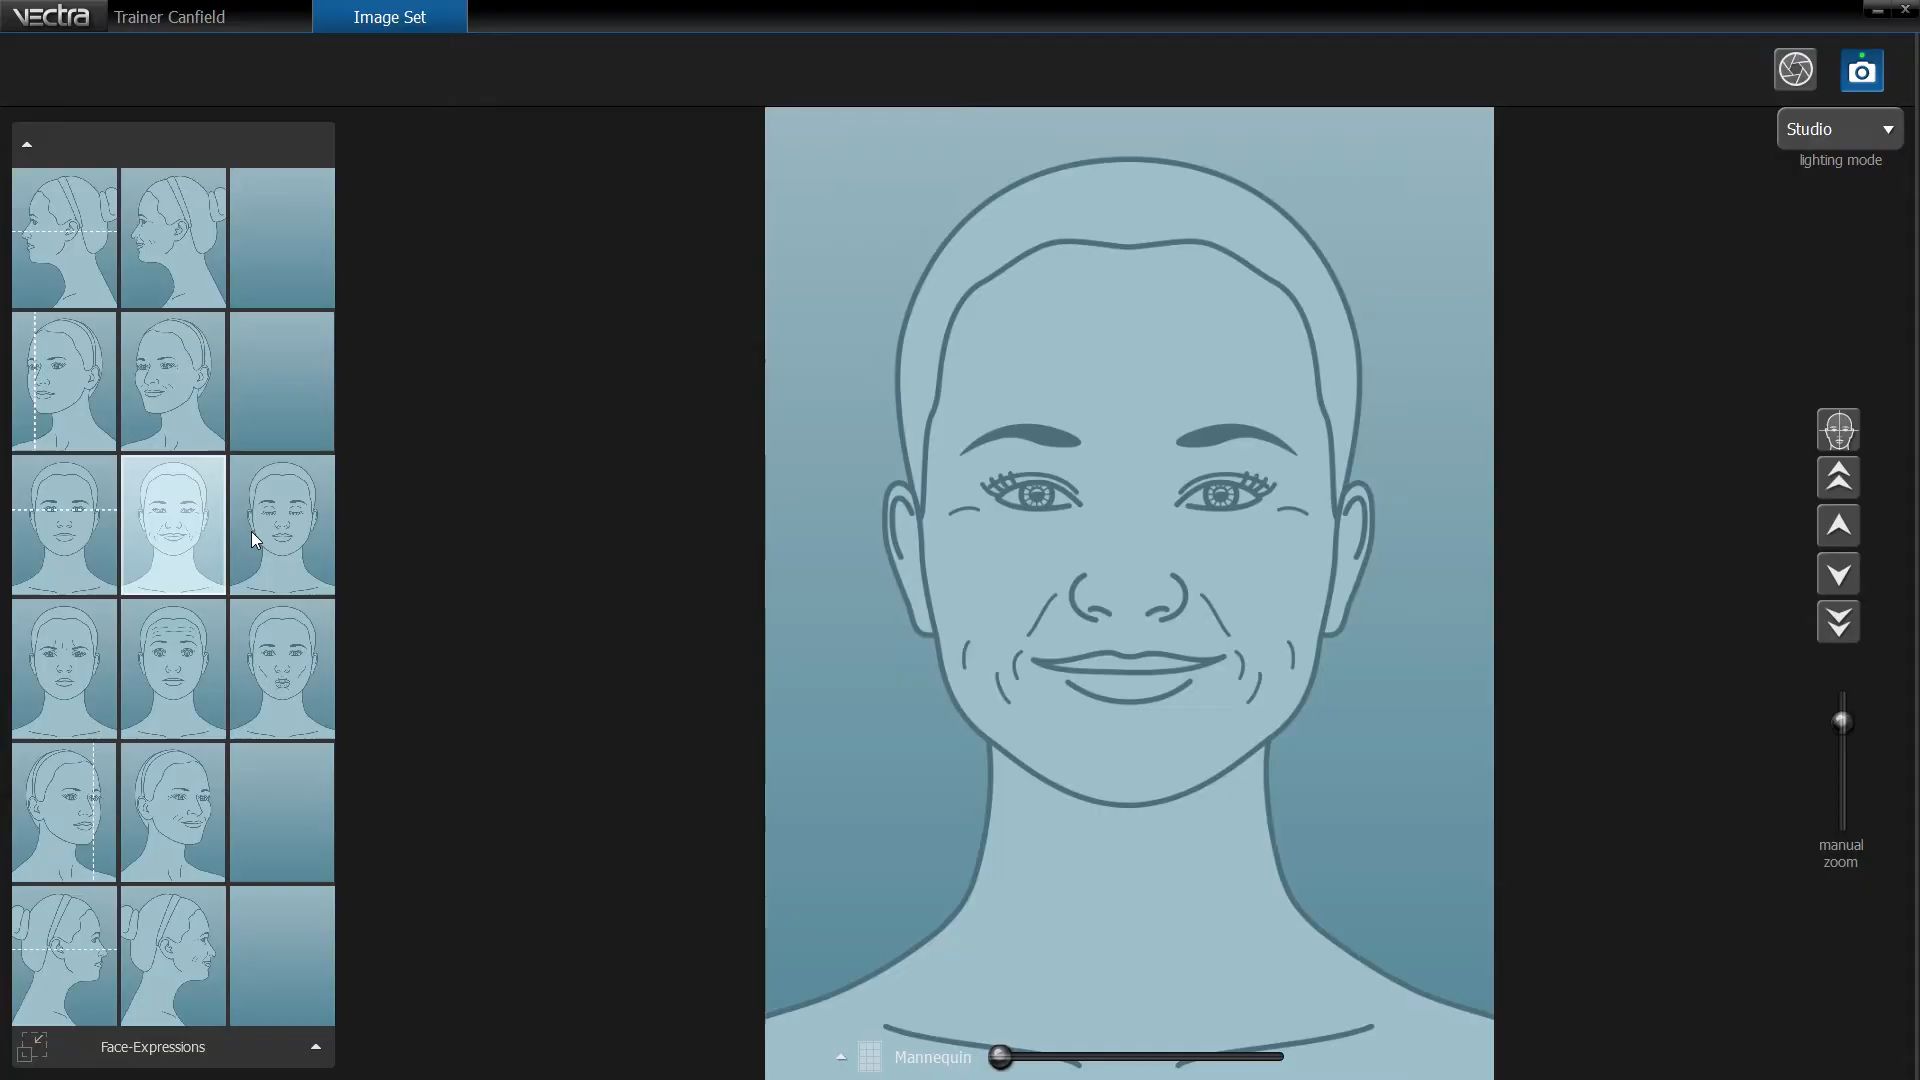 vectra
Trainer Canfield
Image Set
Studio
lighting mode
manual
zoom
Face-Expressions
Mannequin